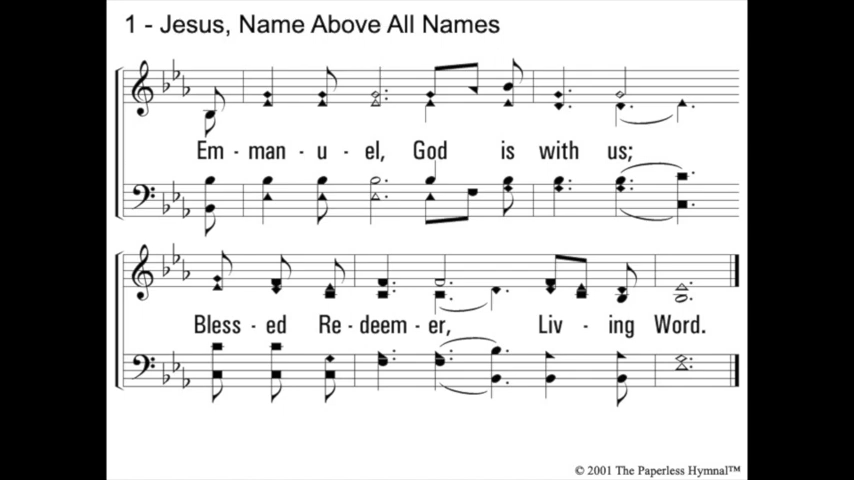 1 - Jesus, Name Above All Names
Em - man - u - el, God is with us;
Bless - ed Re - deem - er, Liv - ing Word.
© 2001 The Paperless Hymnal™